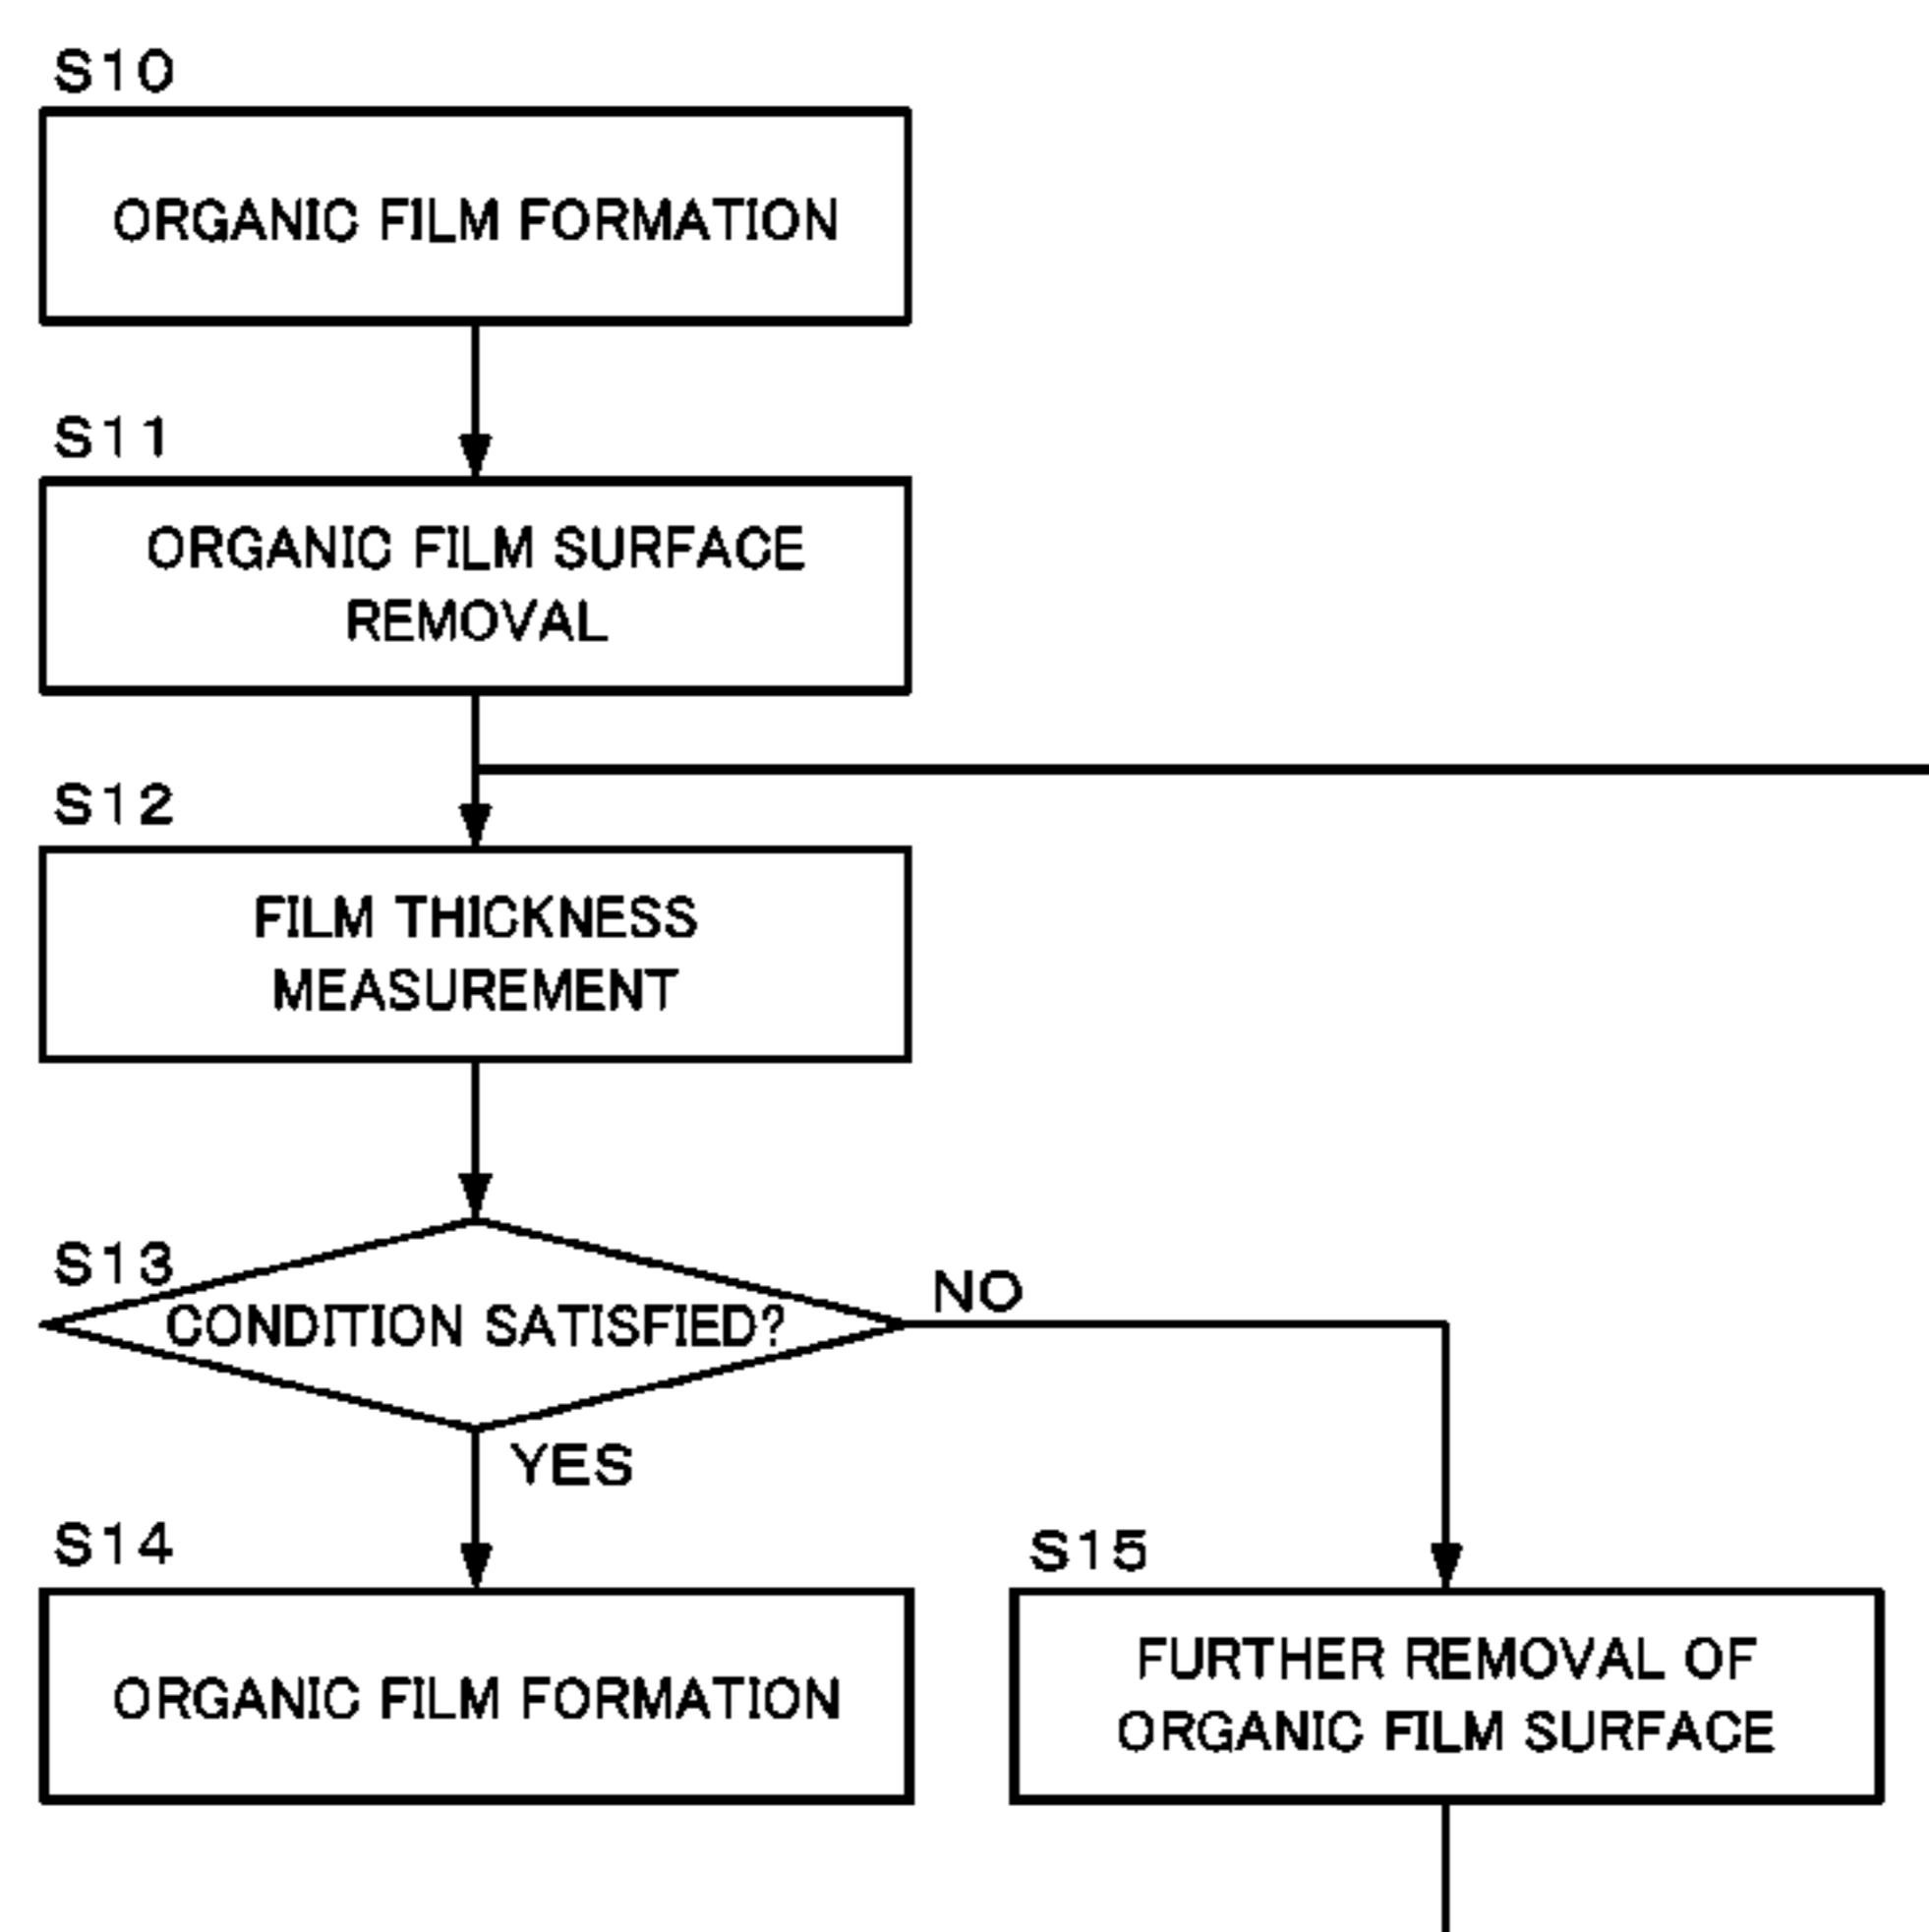 S10
ORGANIC FILM FORMATION
S11
ORGANIC FILM SURFACE
REMOVAL
S12
FILM THICKNESS
MEASUREMENT
S13
CONDITION SATISFIED?
NO
YES
S14
ORGANIC FILM FORMATION
S15
FURTHER REMOVAL OF
ORGANIC FILM SURFACE